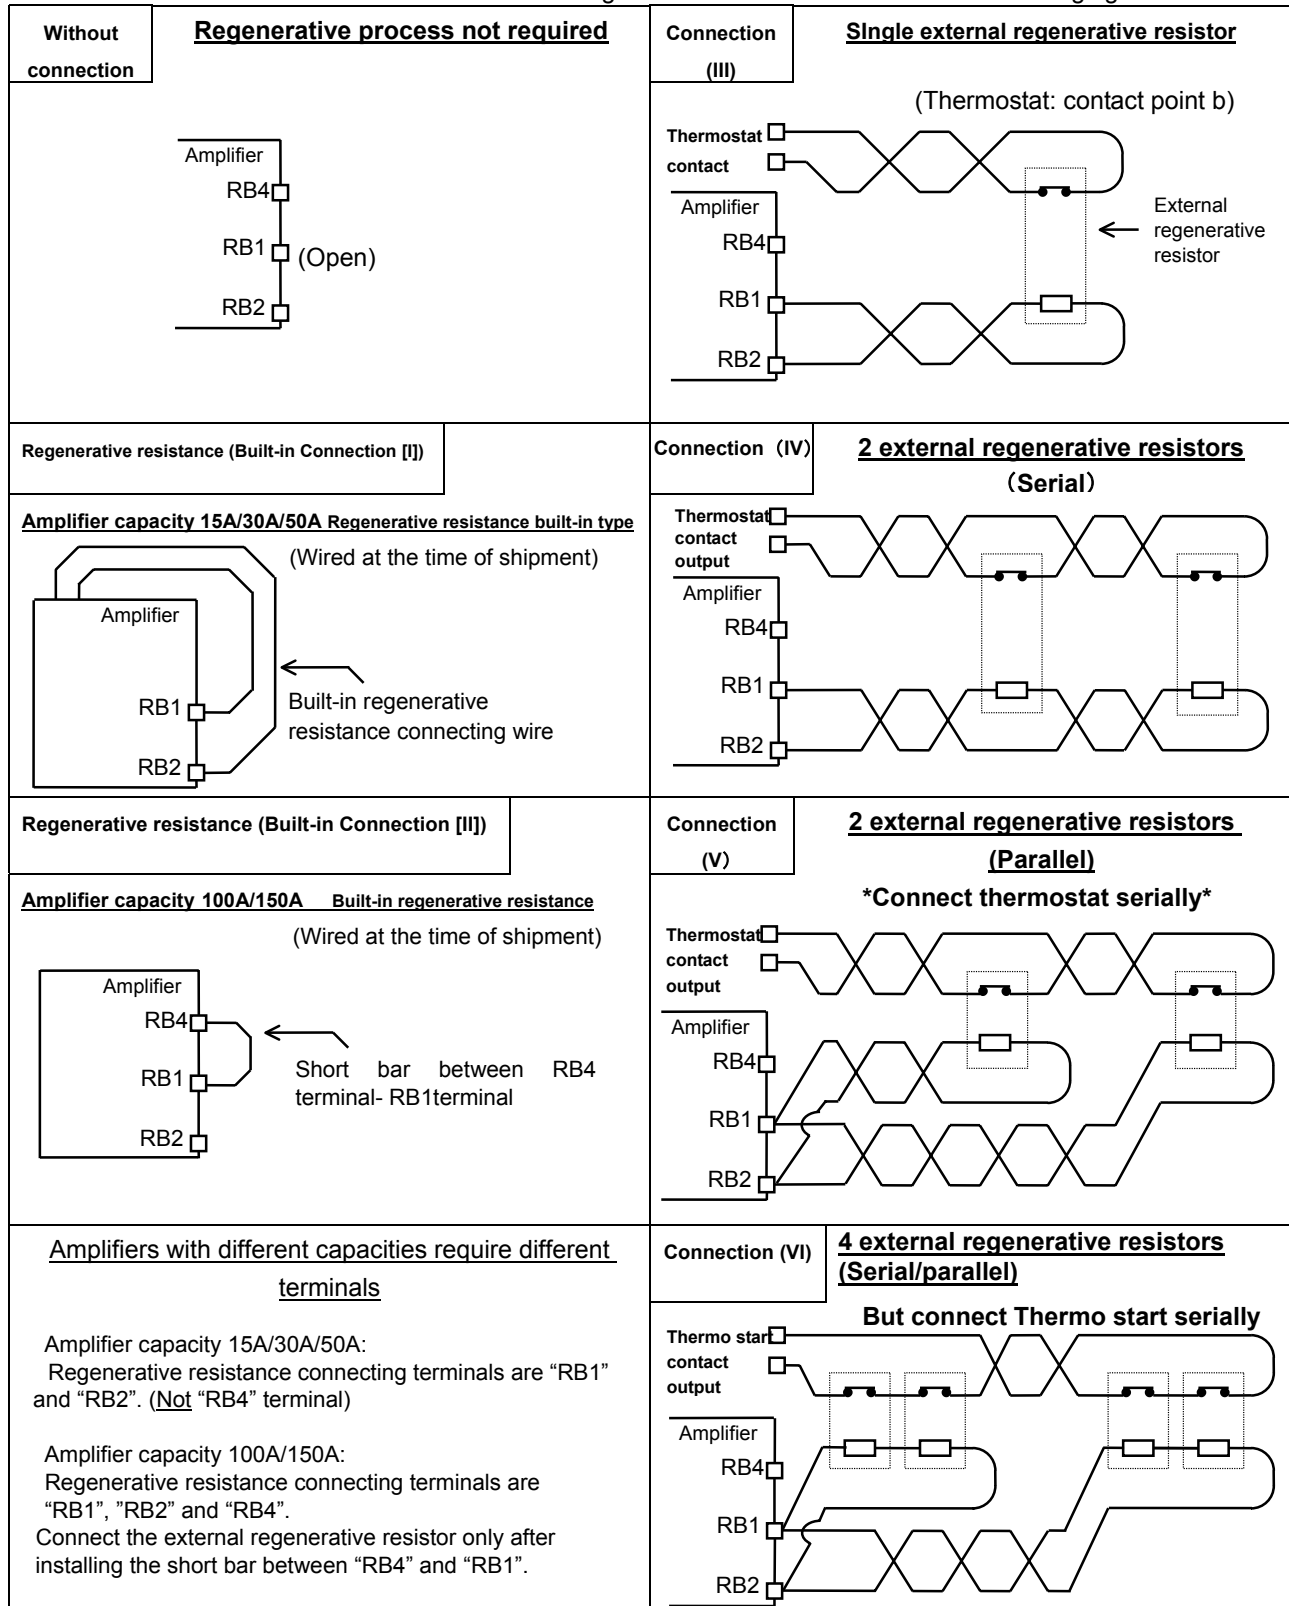 Without
connection
Regenerative process not required
Amplifier
RB4
RB1
(Open)
RB2
Connection
(III)
SIngle external regenerative resistor
(Thermostat: contact point b)
Thermostat
contact
Amplifier
RB4
RB1
RB2
External
regenerative
resistor
Regenerative resistance (Built-in Connection [I])
Amplifier capacity 15A/30A/50A Regenerative resistance built-in type
(Wired at the time of shipment)
Amplifier
RB1
RB2
Built-in regenerative
resistance connecting wire
Connection（IV）
2 external regenerative resistors
（Serial）
Thermostat
contact
output
Amplifier
RB4
RB1
RB2
Regenerative resistance (Built-in Connection [II])
Amplifier capacity 100A/150A Built-in regenerative resistance
(Wired at the time of shipment)
Amplifier
RB4
RB1
RB2
Short bar between RB4
terminal- RB1terminal
Connection
(V）
2 external regenerative resistors
(Parallel)
*Connect thermostat serially*
Thermostat
contact
output
Amplifier
RB4
RB1
RB2
Amplifiers with different capacities require different
terminals
Amplifier capacity 15A/30A/50A:
Regenerative resistance connecting terminals are “RB1”
and “RB2”. (Not “RB4” terminal)
Amplifier capacity 100A/150A:
Regenerative resistance connecting terminals are
“RB1”, ”RB2” and “RB4”.
Connect the external regenerative resistor only after
installing the short bar between “RB4” and “RB1”.
Connection (VI)
4 external regenerative resistors
(Serial/parallel)
But connect Thermo start serially
Thermo start
contact
output
Amplifier
RB4
RB1
RB2